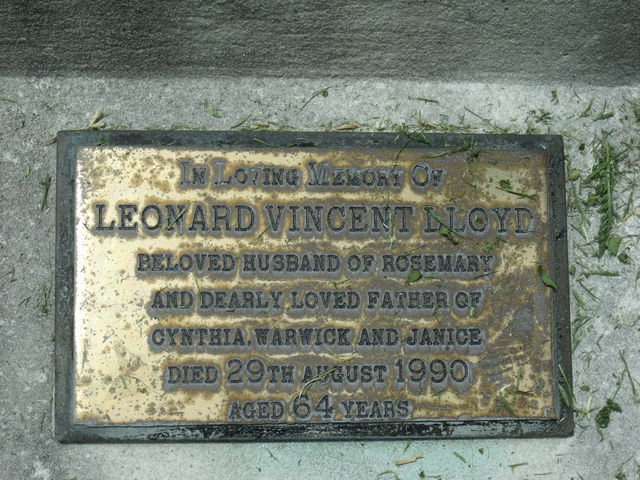 In Loving Memory Of
LEONARD VINCENT LLOYD
BELOVED HUSBAND OF ROSEMARY
AND DEARLY LOVED FATHER OF
CYNTHIA, WARWICK AND JANICE
DIED 29TH AUGUST 1990
AGED 64 YEARS